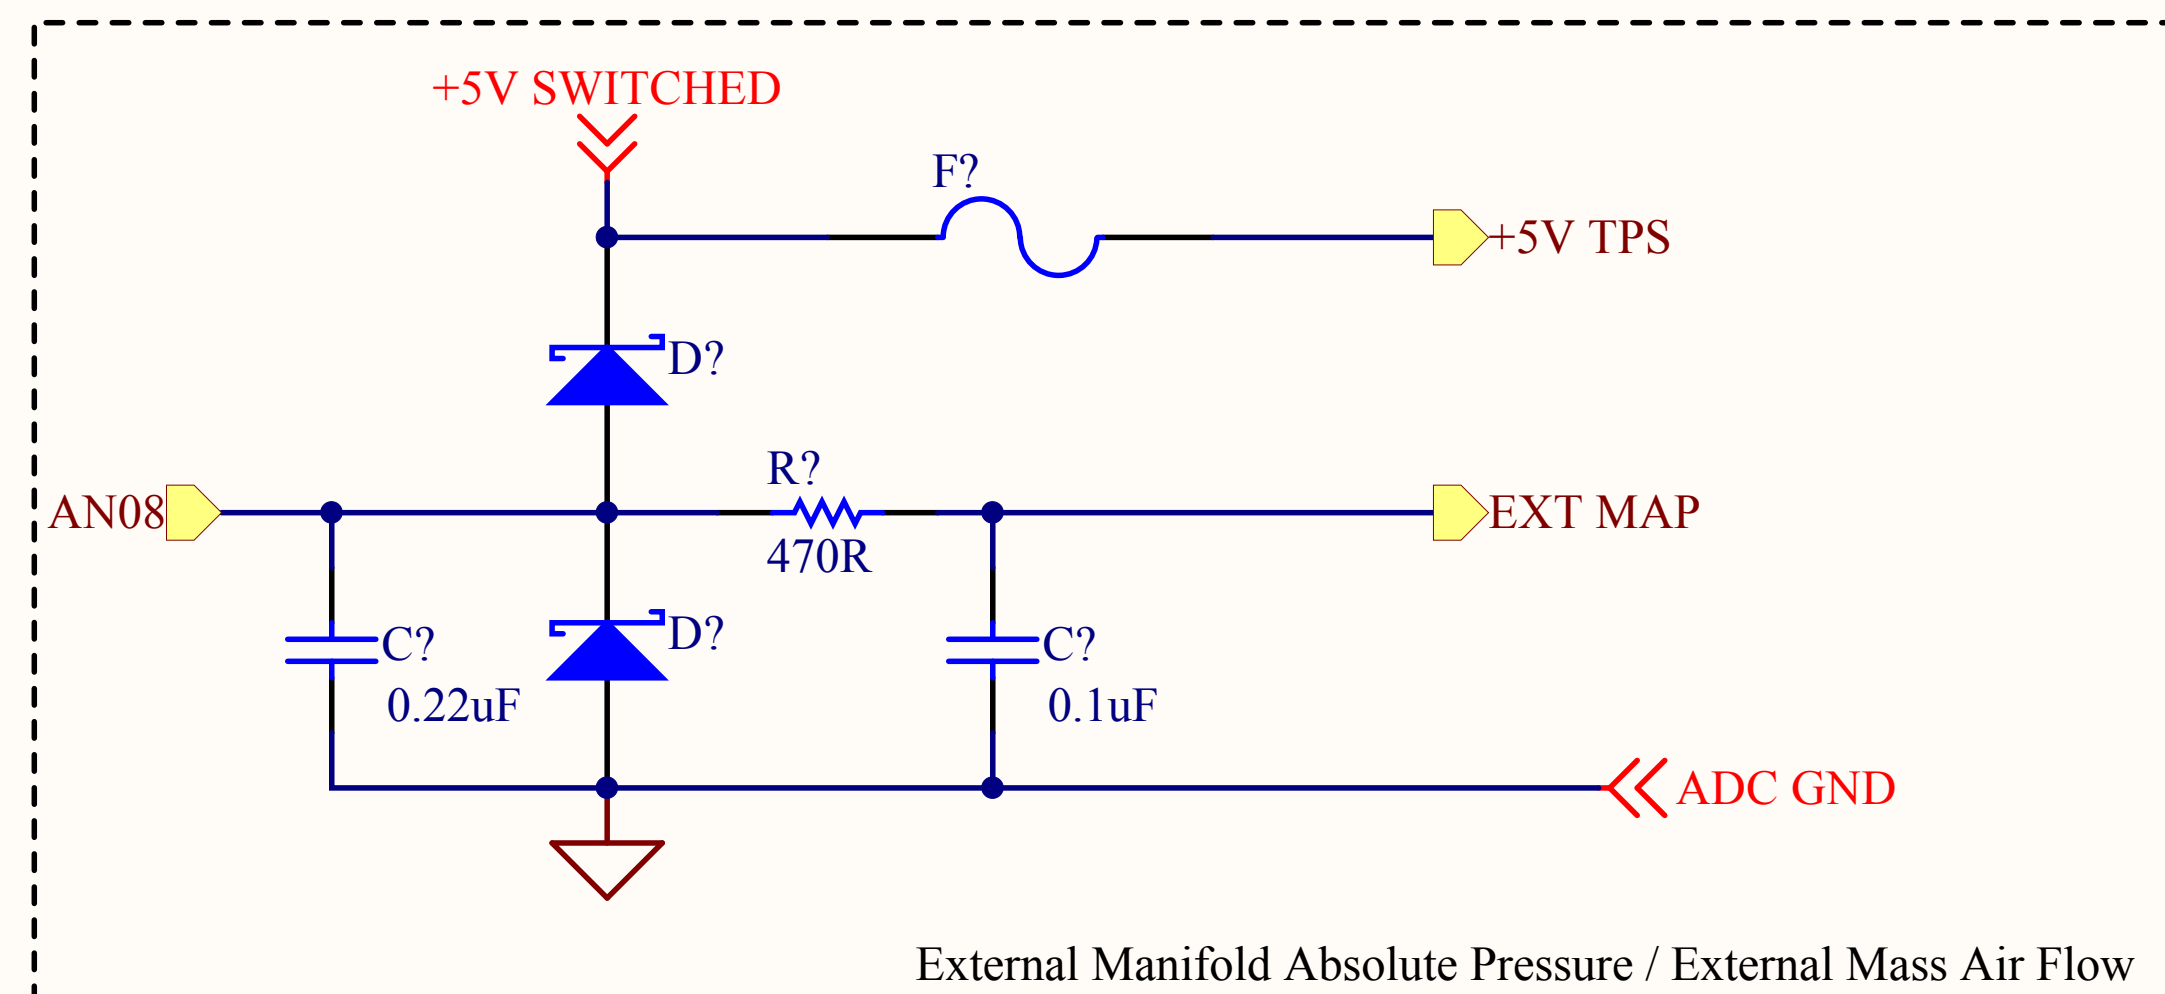 +5V SWITCHED
F?
+5V TPS
D?
R?
AN08
470R
EXT MAP
C?
0.22uF
D?
C?
0.1uF
ADC GND
External Manifold Absolute Pressure / External Mass Air Flow